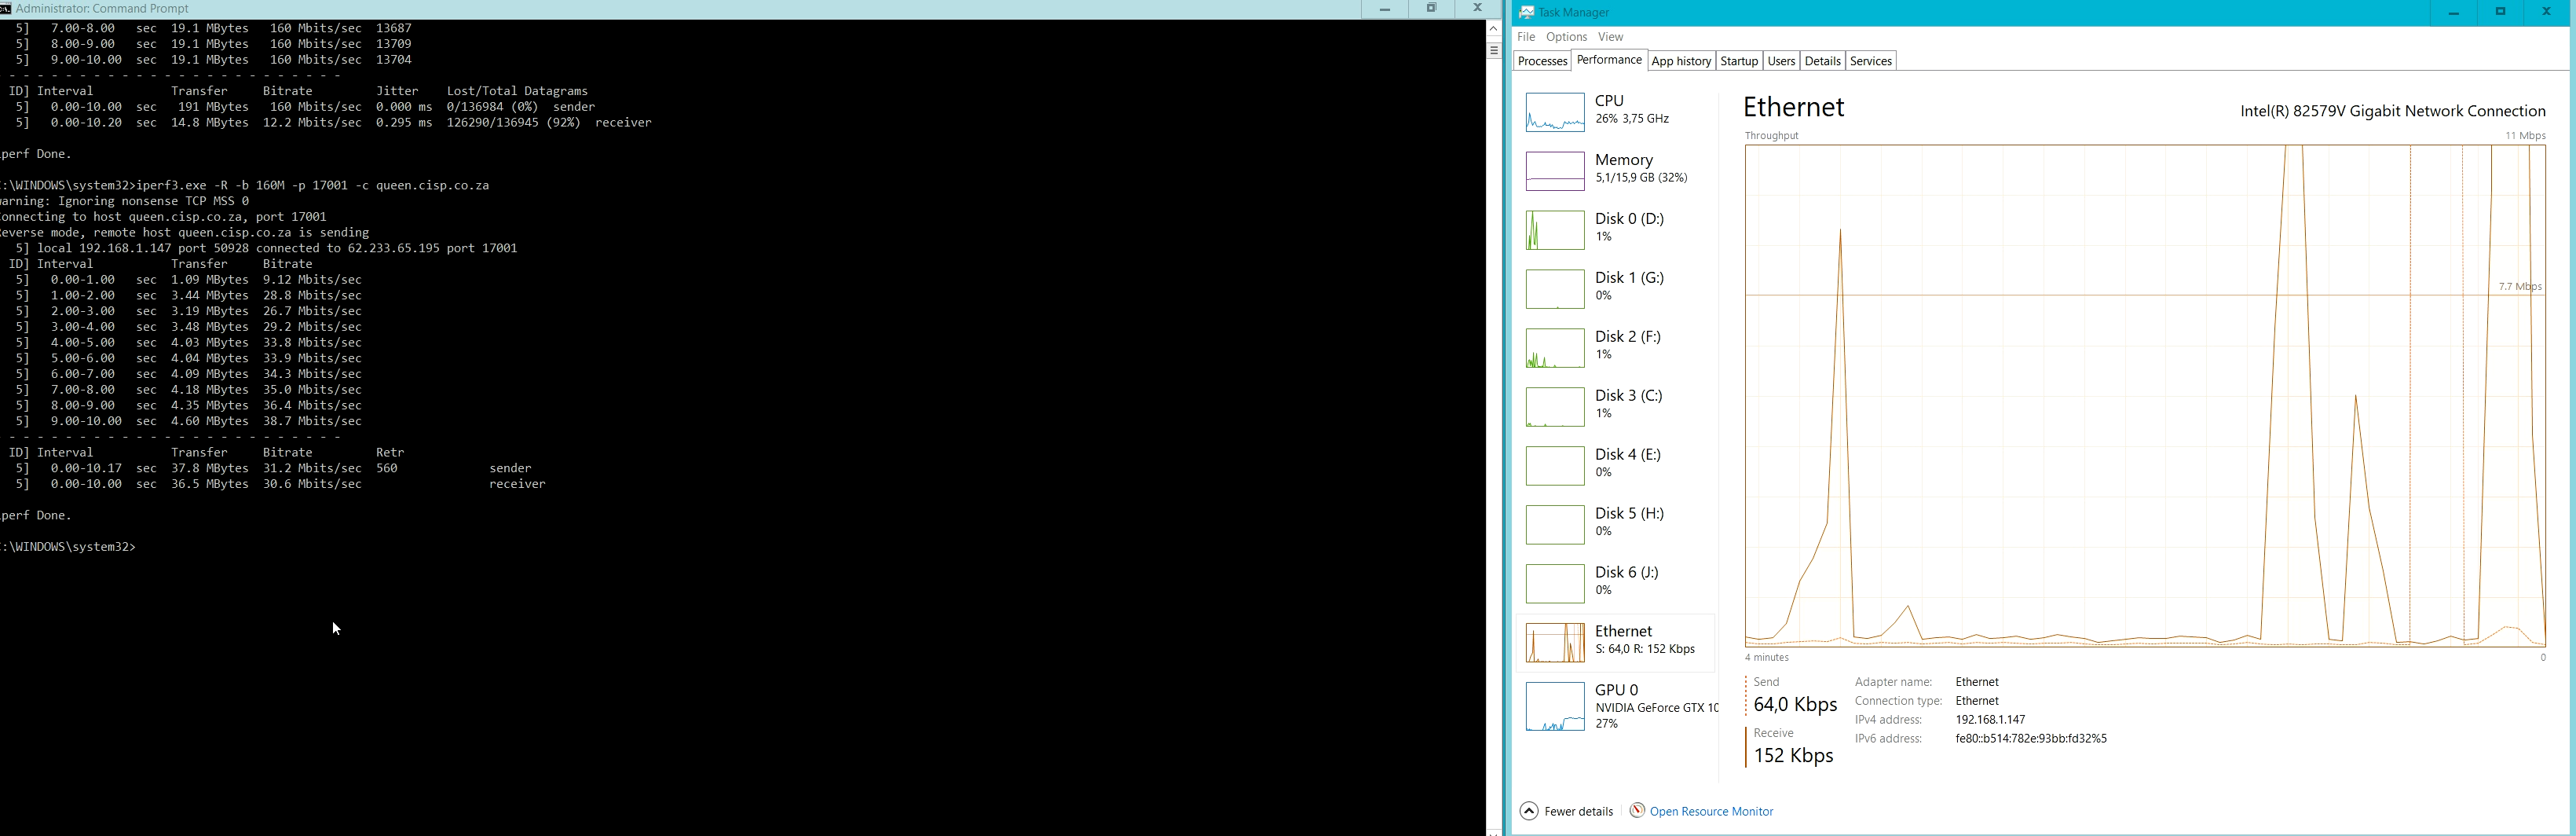 Administrator: Command Prompt
5]   7.00-8.00   sec  19.1 MBytes   160 Mbits/sec  13687
5]   8.00-9.00   sec  19.1 MBytes   160 Mbits/sec  13709
5]   9.00-10.00  sec  19.1 MBytes   160 Mbits/sec  13704
- - - - - - - - - - - - - - - - - - - - - - - - -
ID] Interval           Transfer     Bitrate         Jitter    Lost/Total Datagrams
5]   0.00-10.00  sec   191 MBytes   160 Mbits/sec  0.000 ms  0/136984 (0%)  sender
5]   0.00-10.20  sec  14.8 MBytes  12.2 Mbits/sec  0.295 ms  126290/136945 (92%)  receiver
perf Done.
:\WINDOWS\system32>iperf3.exe -R -b 160M -p 17001 -c queen.cisp.co.za
arning: Ignoring nonsense TCP MSS 0
onnecting to host queen.cisp.co.za, port 17001
everse mode, remote host queen.cisp.co.za is sending
5] local 192.168.1.147 port 50928 connected to 62.233.65.195 port 17001
ID] Interval           Transfer     Bitrate
5]   0.00-1.00   sec  1.09 MBytes  9.12 Mbits/sec
5]   1.00-2.00   sec  3.44 MBytes  28.8 Mbits/sec
5]   2.00-3.00   sec  3.19 MBytes  26.7 Mbits/sec
5]   3.00-4.00   sec  3.48 MBytes  29.2 Mbits/sec
5]   4.00-5.00   sec  4.03 MBytes  33.8 Mbits/sec
5]   5.00-6.00   sec  4.04 MBytes  33.9 Mbits/sec
5]   6.00-7.00   sec  4.09 MBytes  34.3 Mbits/sec
5]   7.00-8.00   sec  4.18 MBytes  35.0 Mbits/sec
5]   8.00-9.00   sec  4.35 MBytes  36.4 Mbits/sec
5]   9.00-10.00  sec  4.60 MBytes  38.7 Mbits/sec
- - - - - - - - - - - - - - - - - - - - - - - - -
ID] Interval           Transfer     Bitrate         Retr
5]   0.00-10.17  sec  37.8 MBytes  31.2 Mbits/sec  560             sender
5]   0.00-10.00  sec  36.5 MBytes  30.6 Mbits/sec                  receiver
perf Done.
:\WINDOWS\system32>
Task Manager
File Options View
Processes Performance App history Startup Users Details Services
CPU
26% 3,75 GHz
Memory
5,1/15,9 GB (32%)
Disk 0 (D:)
1%
Disk 1 (G:)
0%
Disk 2 (F:)
1%
Disk 3 (C:)
1%
Disk 4 (E:)
0%
Disk 5 (H:)
0%
Disk 6 (J:)
0%
Ethernet
S: 64,0 R: 152 Kbps
GPU 0
NVIDIA GeForce GTX 10
27%
Ethernet
Intel(R) 82579V Gigabit Network Connection
Throughput
11 Mbps
7.7 Mbps
4 minutes
0
Send
64,0 Kbps
Receive
152 Kbps
Adapter name: Ethernet
Connection type: Ethernet
IPv4 address: 192.168.1.147
IPv6 address: fe80::b514:782e:93bb:fd32%5
Fewer details
Open Resource Monitor